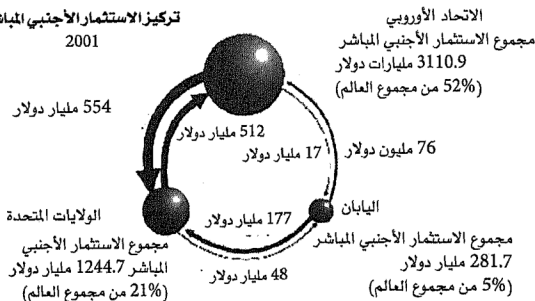 تركيز الاستثمار الأجنبي المباشر
2001
الاتحاد الأوروبي
مجموع الاستثمار الأجنبي المباشر
3110.9 مليارات دولار
(52% من مجموع العالم)
554 مليار دولار
512 مليار دولار
17 مليار دولار
76 مليون دولار
الولايات المتحدة
مجموع الاستثمار الأجنبي
المباشر 1244.7 مليار دولار
(21% من مجموع العالم)
177 مليار دولار
48 مليار دولار
اليابان
مجموع الاستثمار الأجنبي المباشر
281.7 مليار دولار
(5% من مجموع العالم)